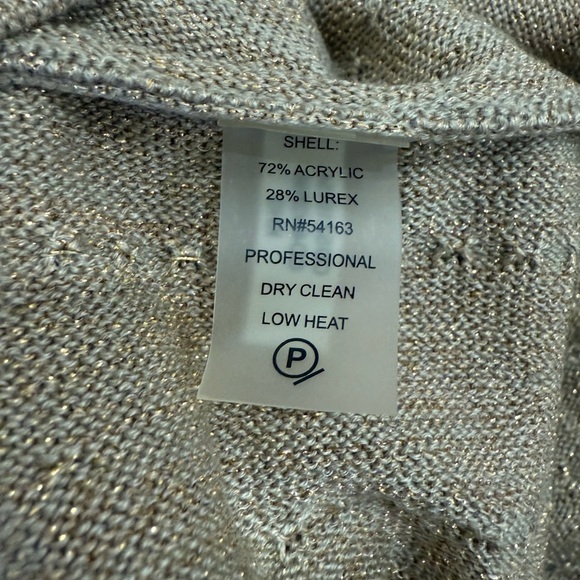 SHELL:
72% ACRYLIC
28% LUREX
RN#54163
PROFESSIONAL
DRY CLEAN
LOW HEAT
P